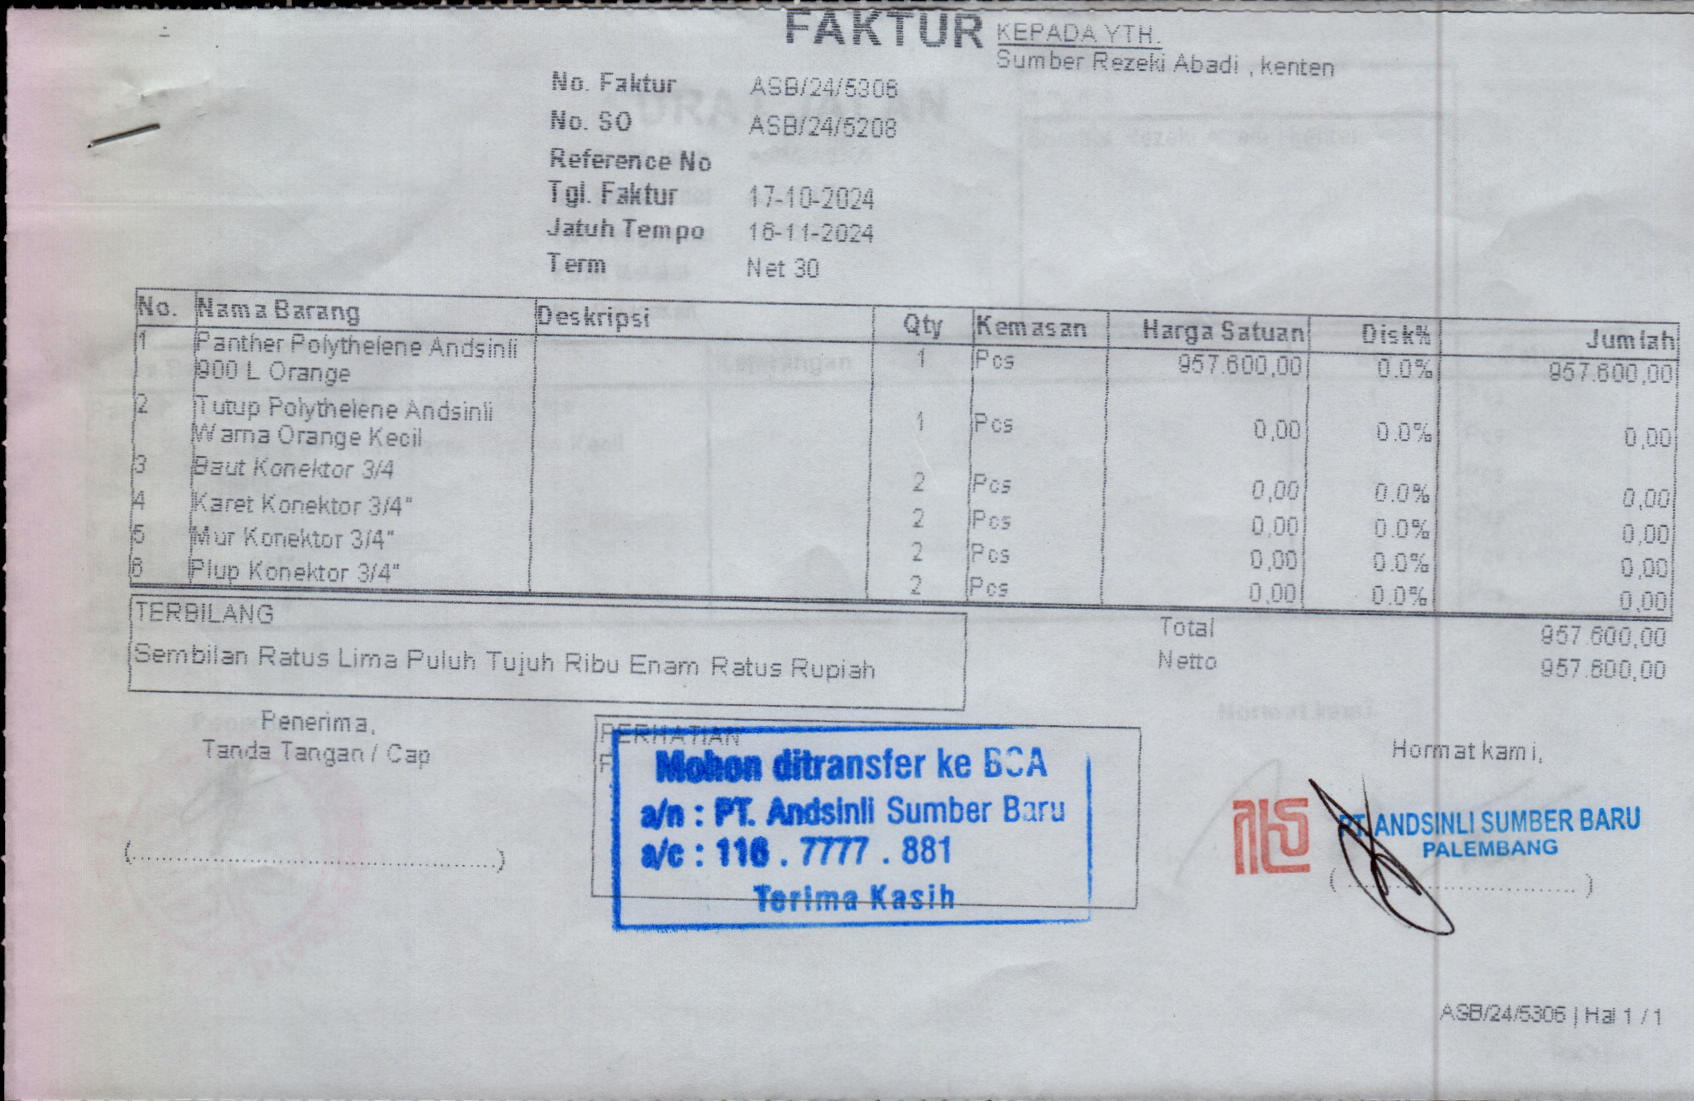 FAKTUR
KEPADA YTH.
Sumber Rezeki Abadi , kenten
No. Faktur ASB/24/5306
No. SO ASB/24/5208
Reference No
Tgl. Faktur 17-10-2024
Jatuh Tempo 16-11-2024
Term Net 30
No. Nama Barang Deskripsi Qty Kemasan Harga Satuan Disk% Jumlah
1 Panther Polythelene Andsinli 1 Pcs 957.600,00 0.0% 957.600,00
900 L Orange
2 Tutup Polythelene Andsinli 1 Pcs 0,00 0.0% 0,00
Warna Orange Kecil
3 Baut Konektor 3/4 2 Pcs 0,00 0.0% 0,00
4 Karet Konektor 3/4" 2 Pcs 0,00 0.0% 0,00
5 Mur Konektor 3/4" 2 Pcs 0,00 0.0% 0,00
6 Plup Konektor 3/4" 2 Pcs 0,00 0.0% 0,00
TERBILANG
Sembilan Ratus Lima Puluh Tujuh Ribu Enam Ratus Rupiah
Total 957.600,00
Netto 957.600,00
Penerima,
Tanda Tangan / Cap
PERHATIAN
Mohon ditransfer ke BCA
a/n : PT. Andsinli Sumber Baru
a/c : 116 . 7777 . 881
Terima Kasih
Hormat kami,
PT. ANDSINLI SUMBER BARU
PALEMBANG
ASB/24/5306 | Hal 1 / 1